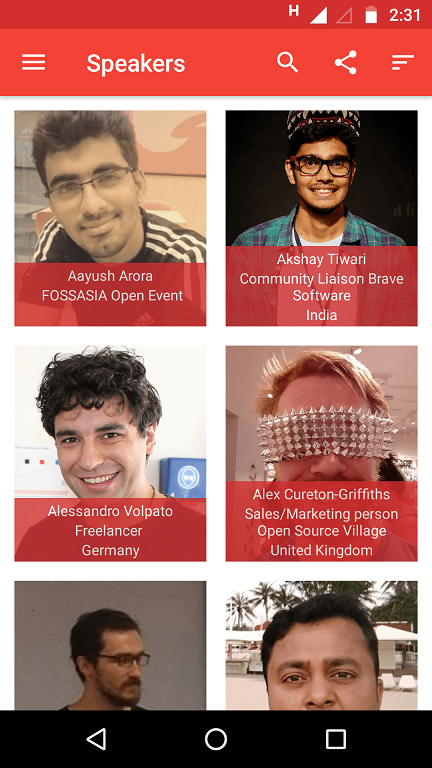 H 2:31
Speakers
Aayush Arora
FOSSASIA Open Event
Akshay Tiwari
Community Liaison Brave
Software
India
Alessandro Volpato
Freelancer
Germany
Alex Cureton-Griffiths
Sales/Marketing person
Open Source Village
United Kingdom